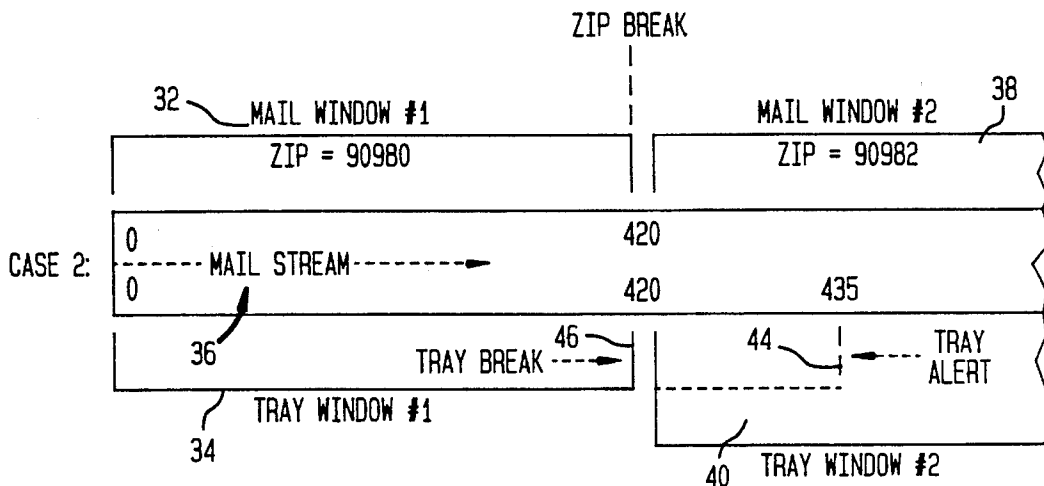 ZIP BREAK
32 MAIL WINDOW #1 MAIL WINDOW #2 38
ZIP = 90980 ZIP = 90982
0 420
CASE 2: MAIL STREAM
0 420 435
36 TRAY BREAK 46 44 TRAY ALERT
34 TRAY WINDOW #1
40 TRAY WINDOW #2